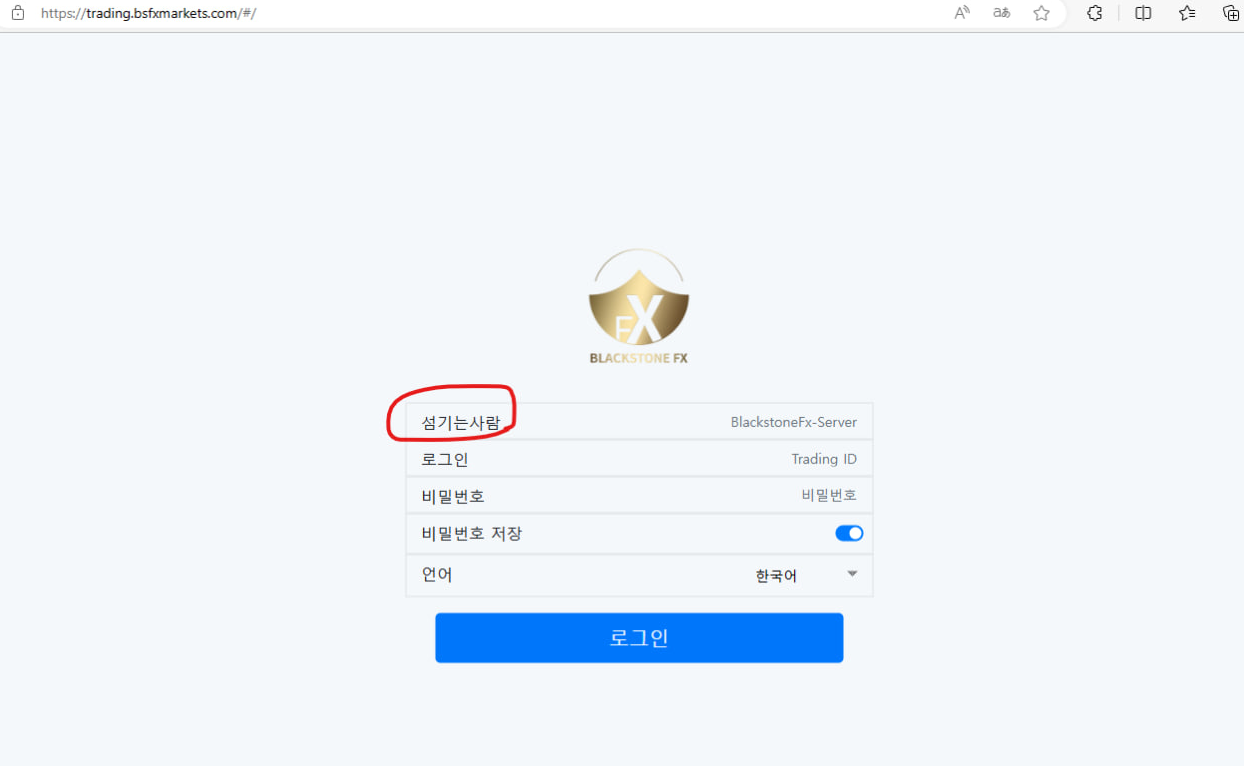 https://trading.bsfxmarkets.com/#/
FX
BLACKSTONE FX
섬기는사람 BlackstoneFx-Server
로그인 Trading ID
비밀번호 비밀번호
비밀번호 저장
언어 한국어
로그인